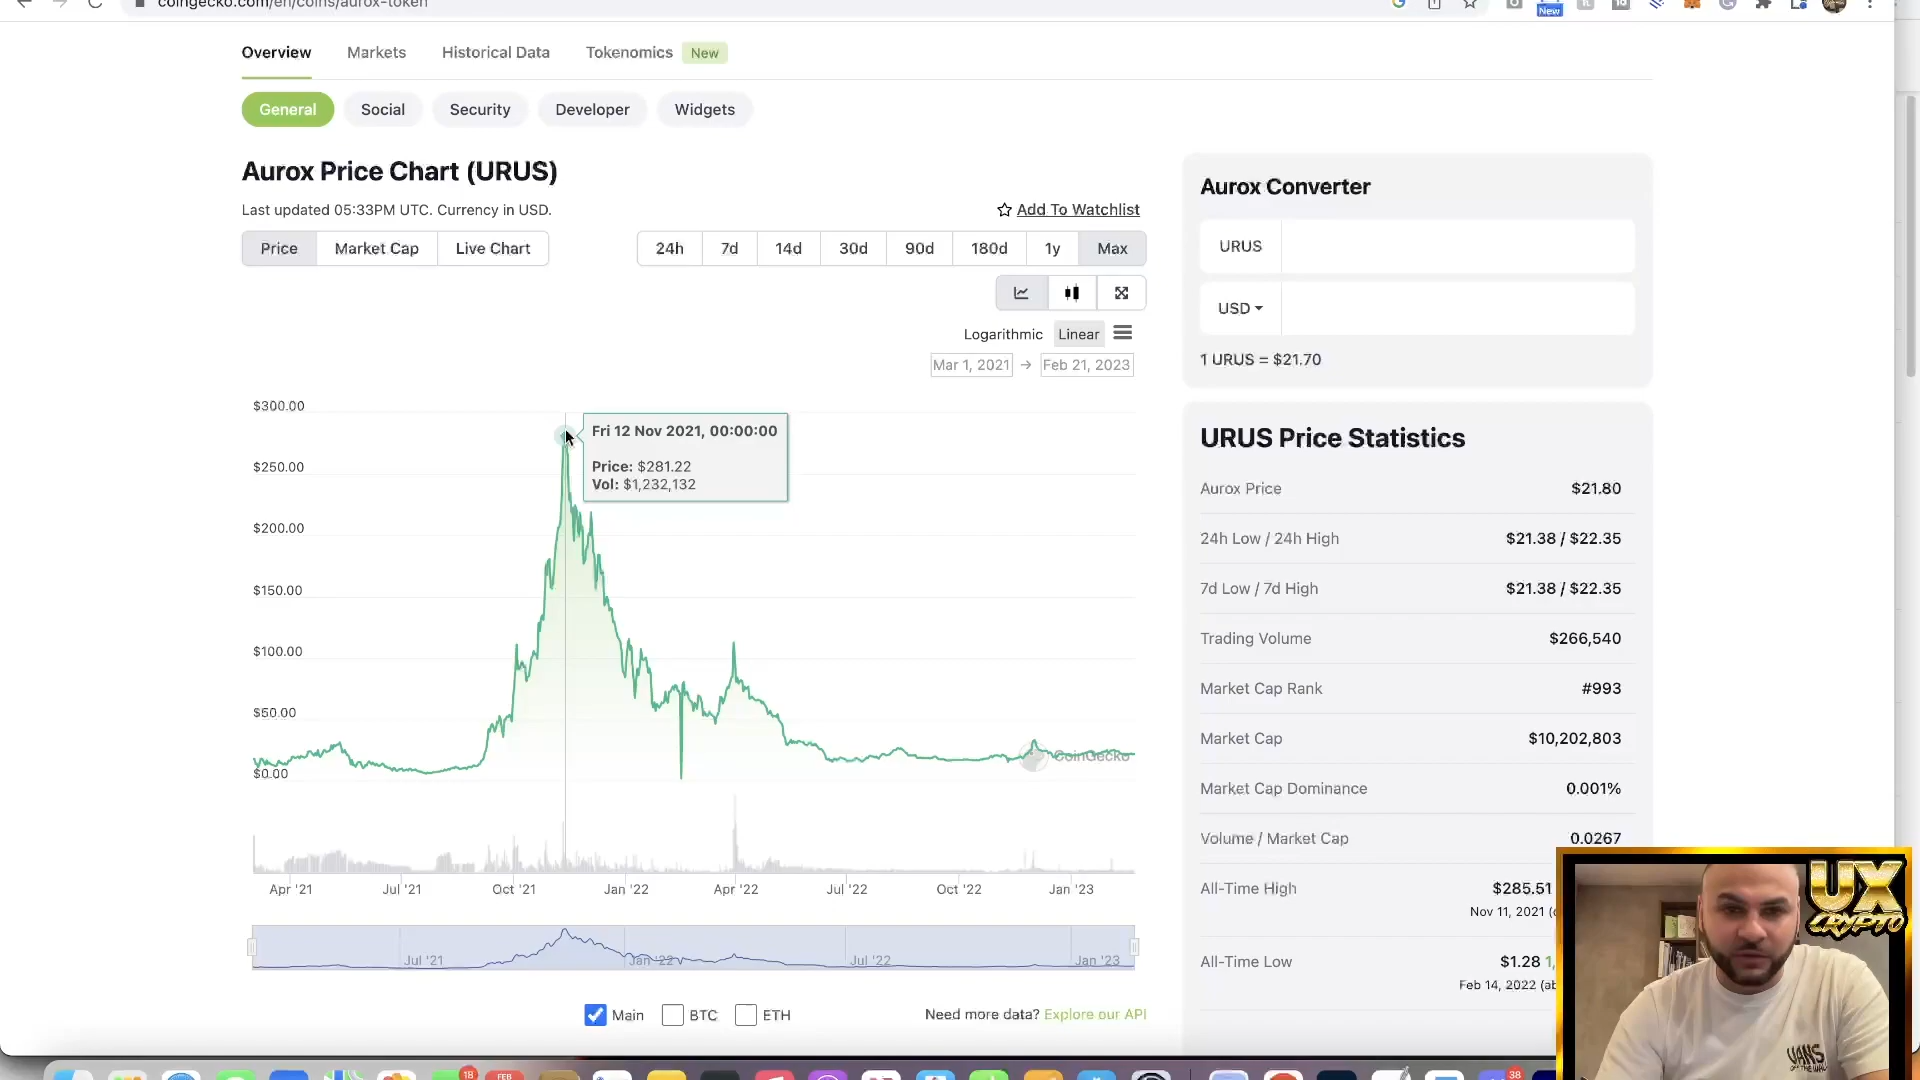 coingecko.com/en/coins/aurox-token
New
Overview Markets Historical Data Tokenomics New
General Social Security Developer Widgets
Aurox Price Chart (URUS)
Last updated 05:33PM UTC. Currency in USD.
Add To Watchlist
Price Market Cap Live Chart
24h 7d 14d 30d 90d 180d 1y Max
Logarithmic Linear
Mar 1, 2021 → Feb 21, 2023
$300.00
$250.00
$200.00
$150.00
$100.00
$50.00
$0.00
Fri 12 Nov 2021, 00:00:00
Price: $281.22
Vol: $1,232,132
CoinGecko
Apr '21 Jul '21 Oct '21 Jan '22 Apr '22 Jul '22 Oct '22 Jan '23
Jul '21 Jan '22 Jul '22 Jan '23
Main BTC ETH
Need more data? Explore our API
Aurox Converter
URUS
USD
1 URUS = $21.70
URUS Price Statistics
Aurox Price $21.80
24h Low / 24h High $21.38 / $22.35
7d Low / 7d High $21.38 / $22.35
Trading Volume $266,540
Market Cap Rank #993
Market Cap $10,202,803
Market Cap Dominance 0.001%
Volume / Market Cap 0.0267
All-Time High $285.51
Nov 11, 2021
All-Time Low $1.28 1,
Feb 14, 2022
UX
CRYPTO
VANS
18
FEB
38